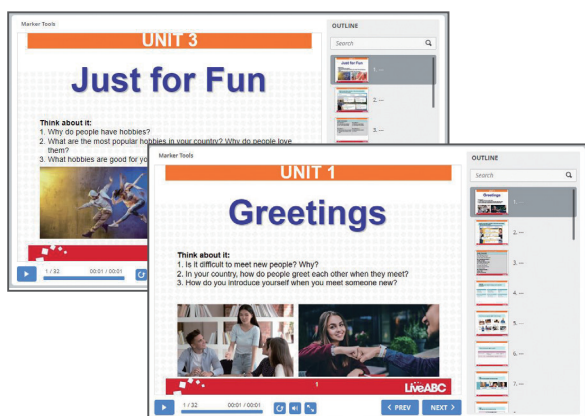 Marker Tools
OUTLINE
UNIT 3
Search
Just for Fun
1. ---
2. ---
3. ---
Think about it:
1. Why do people have hobbies?
2. What are the most popular hobbies in your country? Why do people love
them?
3. What hobbies are good for yo
1 / 32
00:01 / 00:01
Marker Tools
OUTLINE
UNIT 1
Search
Greetings
Think about it:
1. Is it difficult to meet new people? Why?
2. In your country, how do people greet each other when they meet?
3. How do you introduce yourself when you meet someone new?
1. ---
2. ---
3. ---
4. ---
5. ---
6. ---
7. ---
1
LiveABC
1 / 32
00:01 / 00:01
< PREV
NEXT >